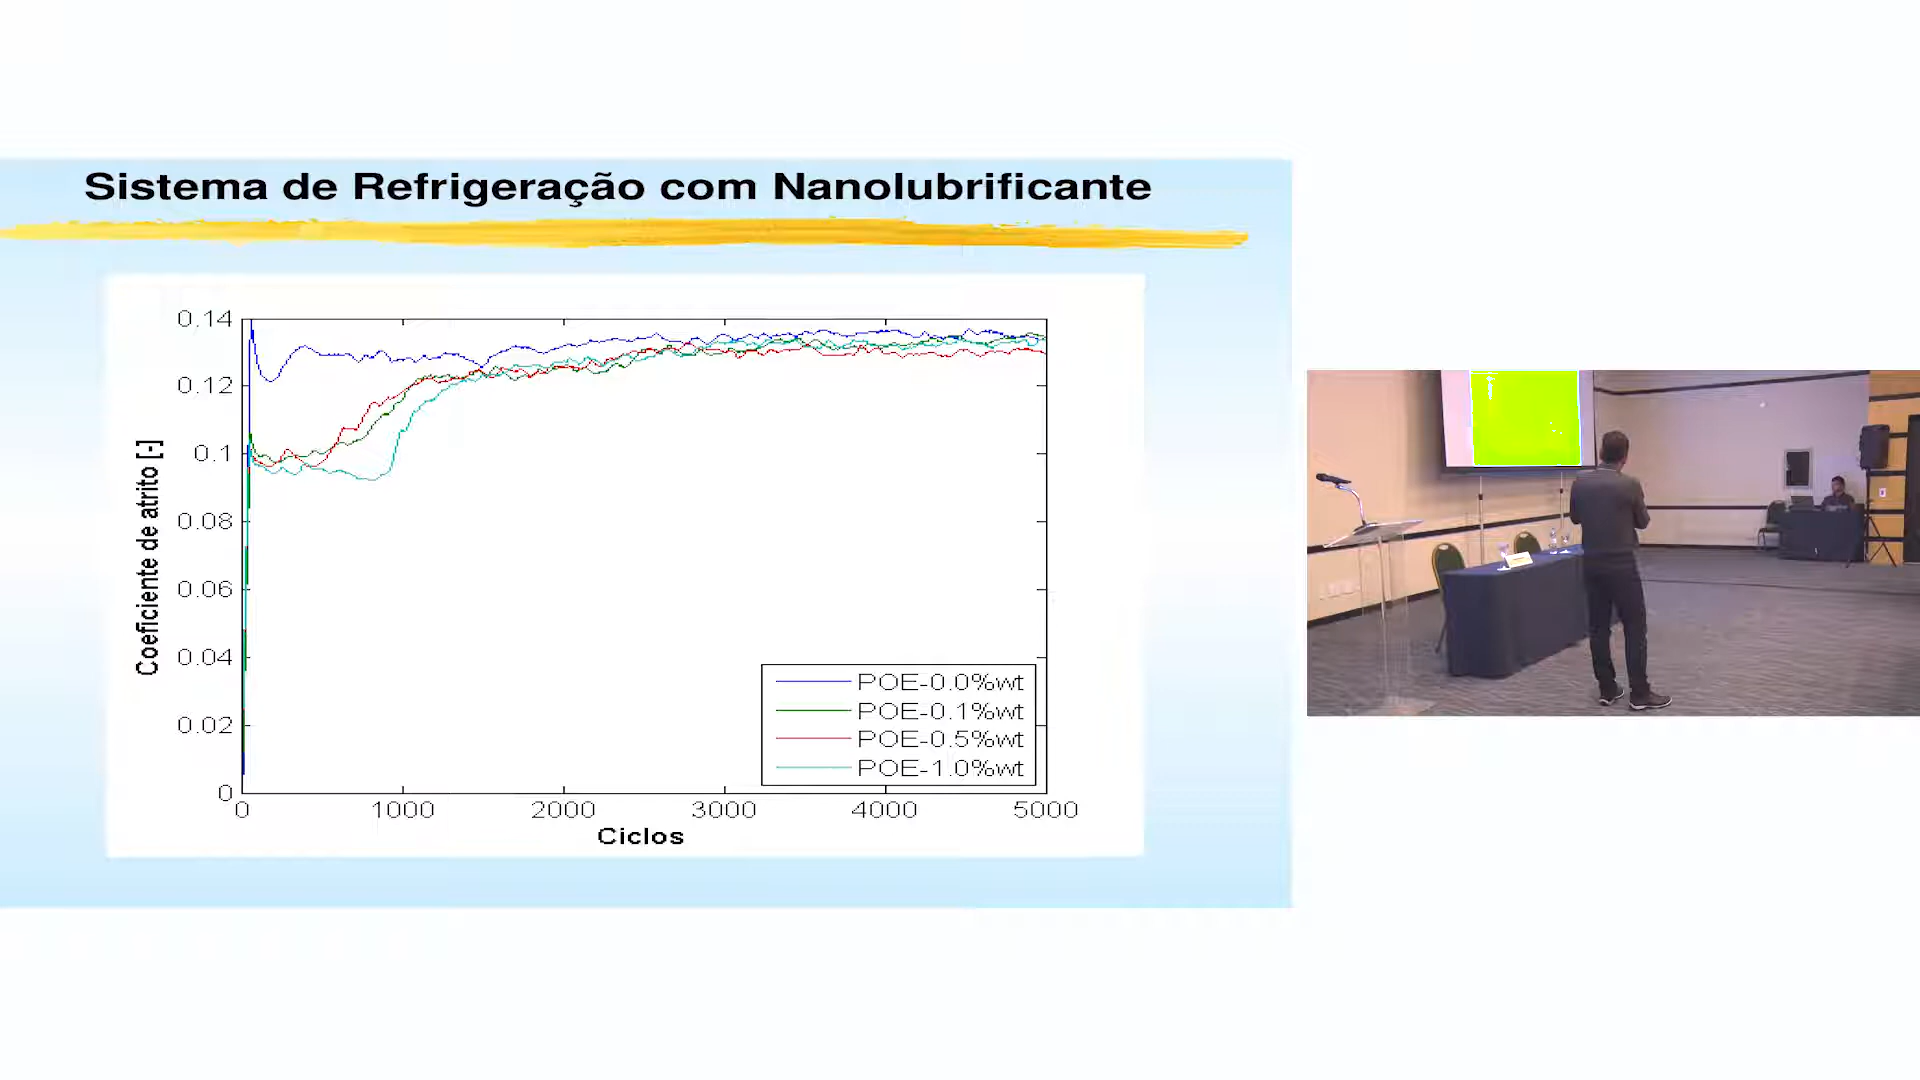 Sistema de Refrigeração com Nanolubrificante
0.14
0.12
0.1
0.08
0.06
0.04
0.02
0
Coeficiente de atrito [-]
POE-0.0%wt
POE-0.1%wt
POE-0.5%wt
POE-1.0%wt
0 1000 2000 3000 4000 5000
Ciclos